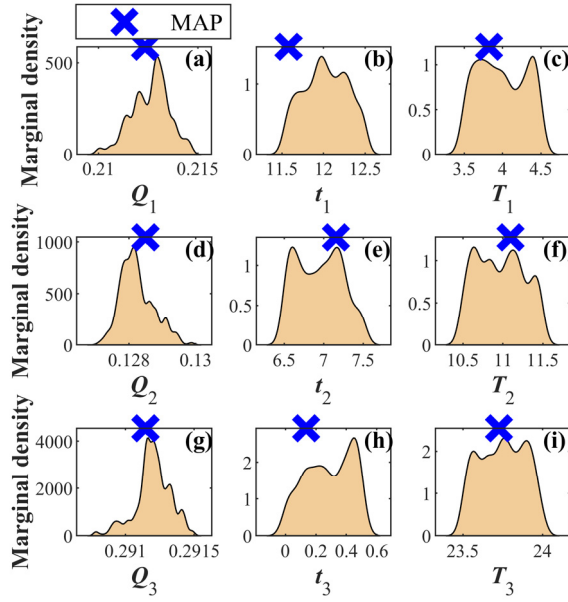 MAP
Marginal density
500
0
(a)
0.21 0.215
Q1
1
0
(b)
11.5 12 12.5
t1
1
0.5
0
(c)
3.5 4 4.5
T1
Marginal density
1000
500
0
(d)
0.128 0.13
Q2
1
0.5
0
(e)
6.5 7 7.5
t2
1
0.5
0
(f)
10.5 11 11.5
T2
Marginal density
4000
2000
0
(g)
0.291 0.2915
Q3
2
1
0
(h)
0 0.2 0.4 0.6
t3
2
1
0
(i)
23.5 24
T3